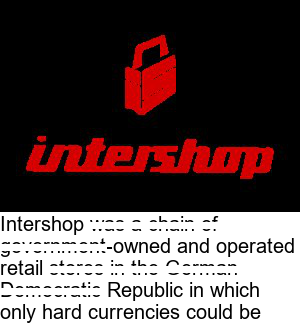 intershop
Intershop was a chain of
government-owned and operated
retail stores in the German
Democratic Republic in which
only hard currencies could be